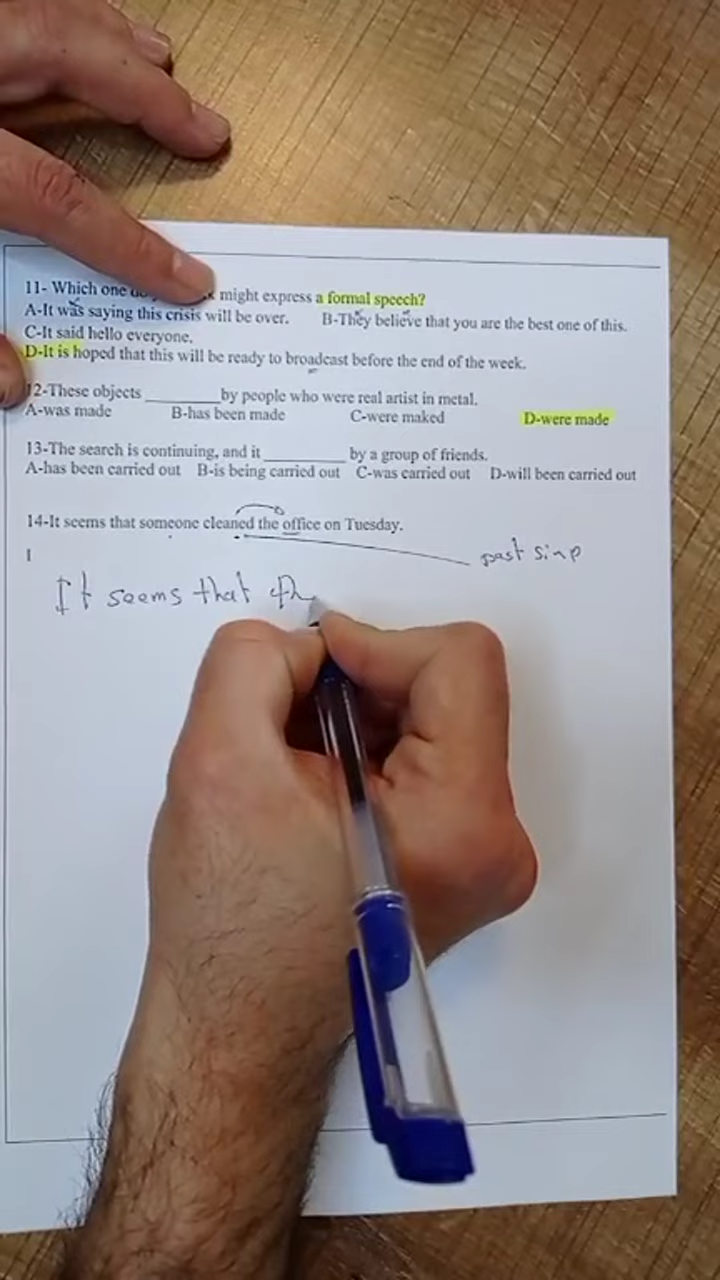 11- Which one might express a formal speech?
A-It was saying this crisis will be over. B-They believe that you are the best one of this.
C-It said hello everyone.
D-It is hoped that this will be ready to broadcast before the end of the week.
12-These objects ________ by people who were real artist in metal.
A-was made B-has been made C-were maked D-were made
13-The search is continuing, and it ________ by a group of friends.
A-has been carried out B-is being carried out C-was carried out D-will been carried out
14-It seems that someone cleaned the office on Tuesday.
past simp
I
It seems that th